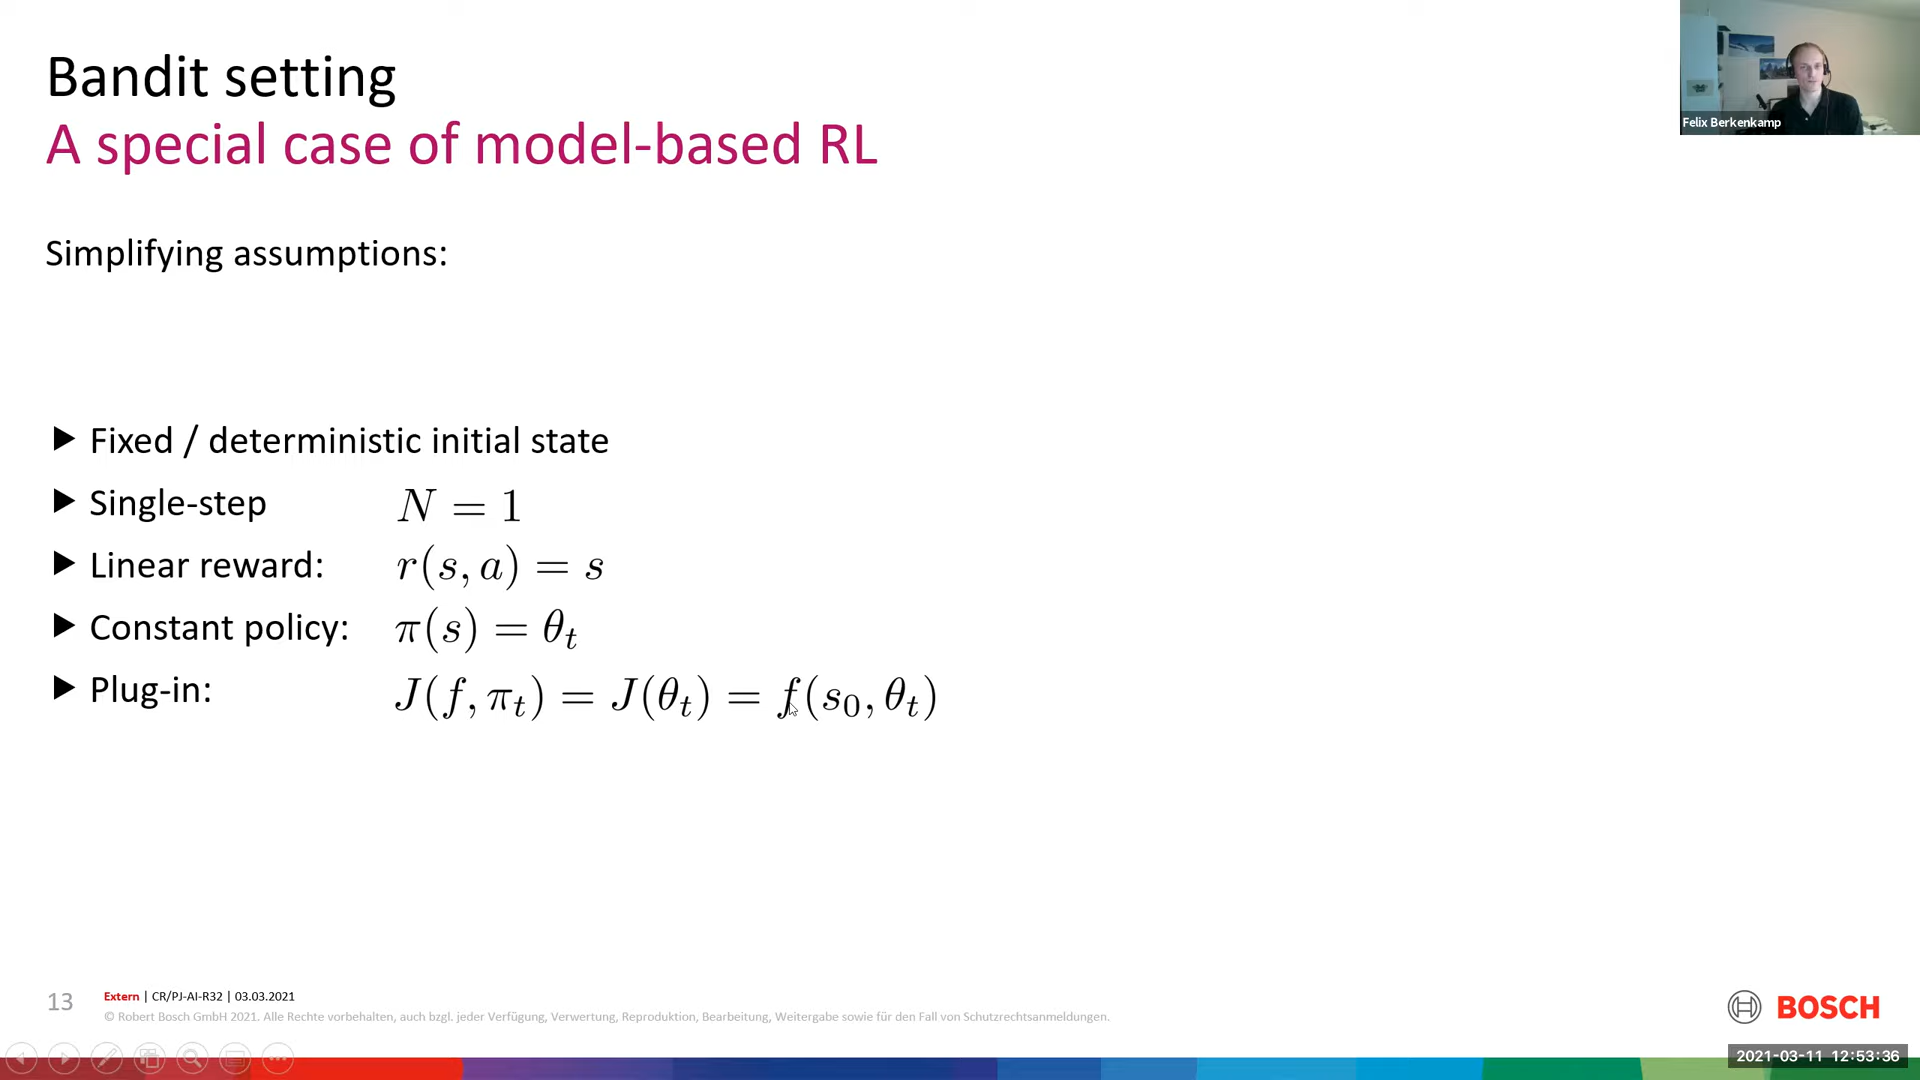 Bandit setting
A special case of model-based RL
Felix Berkenkamp
Simplifying assumptions:
Fixed / deterministic initial state
Single-step N = 1
Linear reward: r(s, a) = s
Constant policy: π(s) = θ_t
Plug-in: J(f, π_t) = J(θ_t) = f(s_0, θ_t)
13 Extern | CR/PJ-AI-R32 | 03.03.2021
© Robert Bosch GmbH 2021. Alle Rechte vorbehalten, auch bzgl. jeder Verfügung, Verwertung, Reproduktion, Bearbeitung, Weitergabe sowie für den Fall von Schutzrechtsanmeldungen.
BOSCH
2021-03-11 12:53:36